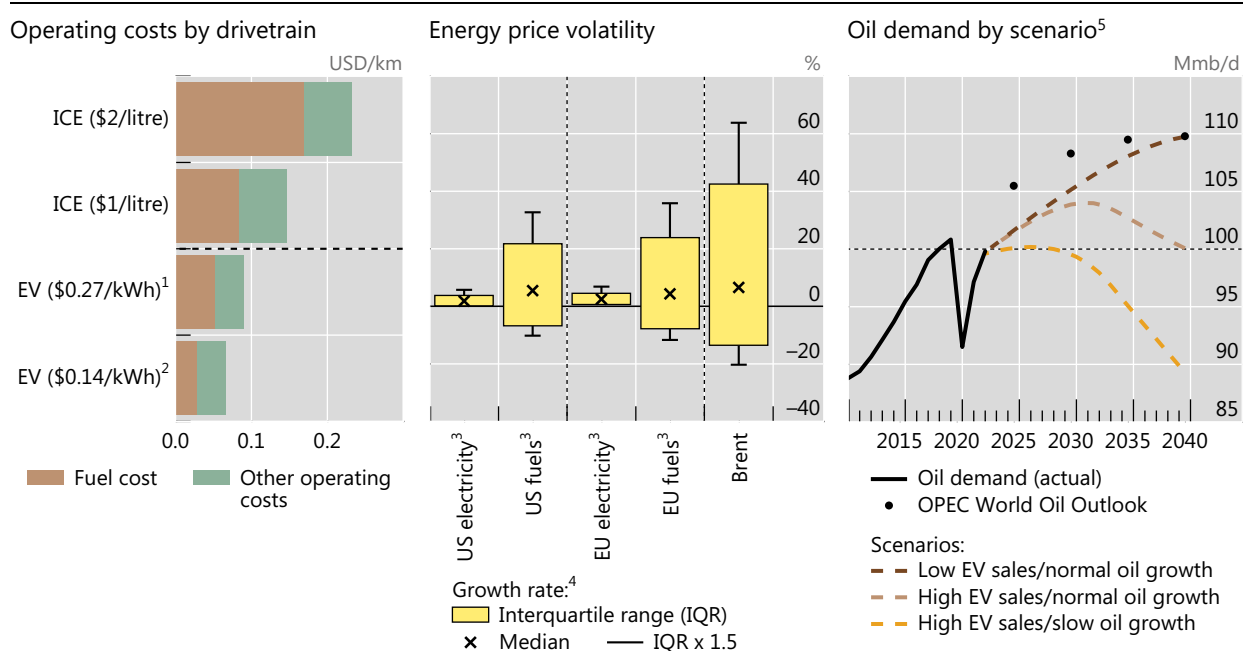 Operating costs by drivetrain
USD/km
ICE ($2/litre)
ICE ($1/litre)
EV ($0.27/kWh)1
EV ($0.14/kWh)2
0.0 0.1 0.2
Fuel cost
Other operating
costs
Energy price volatility
%
60
40
20
0
–20
–40
US electricity3
US fuels3
EU electricity3
EU fuels3
Brent
Growth rate:4
Interquartile range (IQR)
Median
IQR x 1.5
Oil demand by scenario5
Mmb/d
110
105
100
95
90
85
2015 2020 2025 2030 2035 2040
Oil demand (actual)
OPEC World Oil Outlook
Scenarios:
Low EV sales/normal oil growth
High EV sales/normal oil growth
High EV sales/slow oil growth